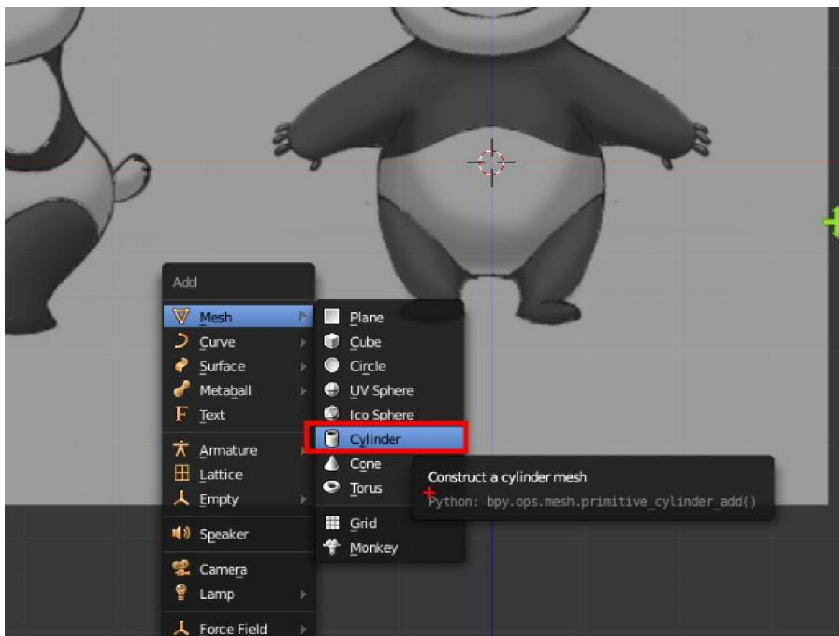 Add
Mesh
Curve
Surface
Metaball
Text
Armature
Lattice
Empty
Speaker
Camera
Lamp
Force Field
Plane
Cube
Circle
UV Sphere
Ico Sphere
Cylinder
Cone
Torus
Grid
Monkey
Construct a cylinder mesh
Python: bpy.ops.mesh.primitive_cylinder_add()